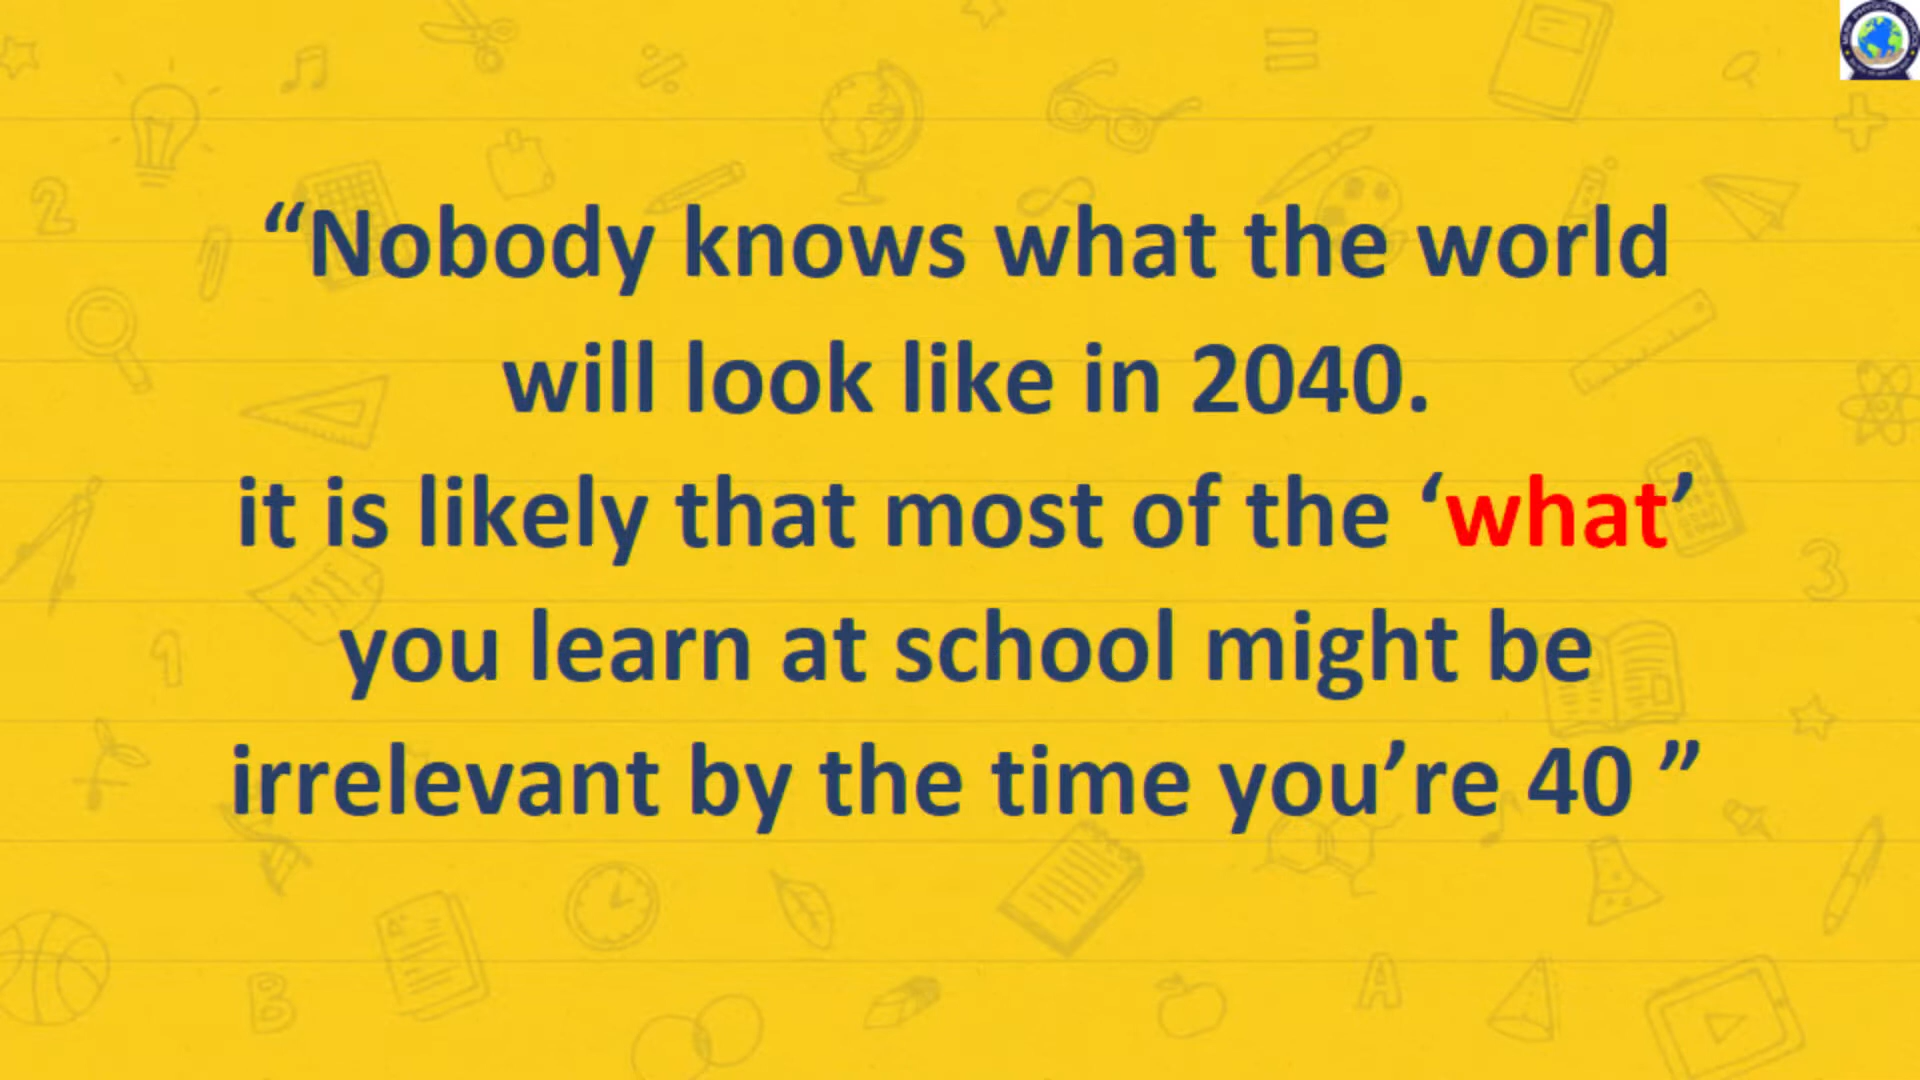 “Nobody knows what the world
will look like in 2040.
it is likely that most of the ‘what’
you learn at school might be
irrelevant by the time you’re 40 ”